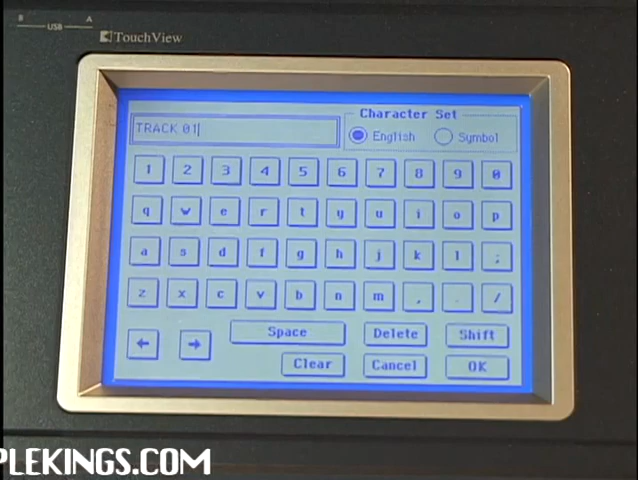 B USB A
TouchView
Character Set
TRACK 01
English Symbol
1 2 3 4 5 6 7 8 9 0
q w e r t y u i o p
a s d f g h j k l ;
z x c v b n m , . /
← → Space Delete Shift
Clear Cancel OK
PLEKINGS.COM